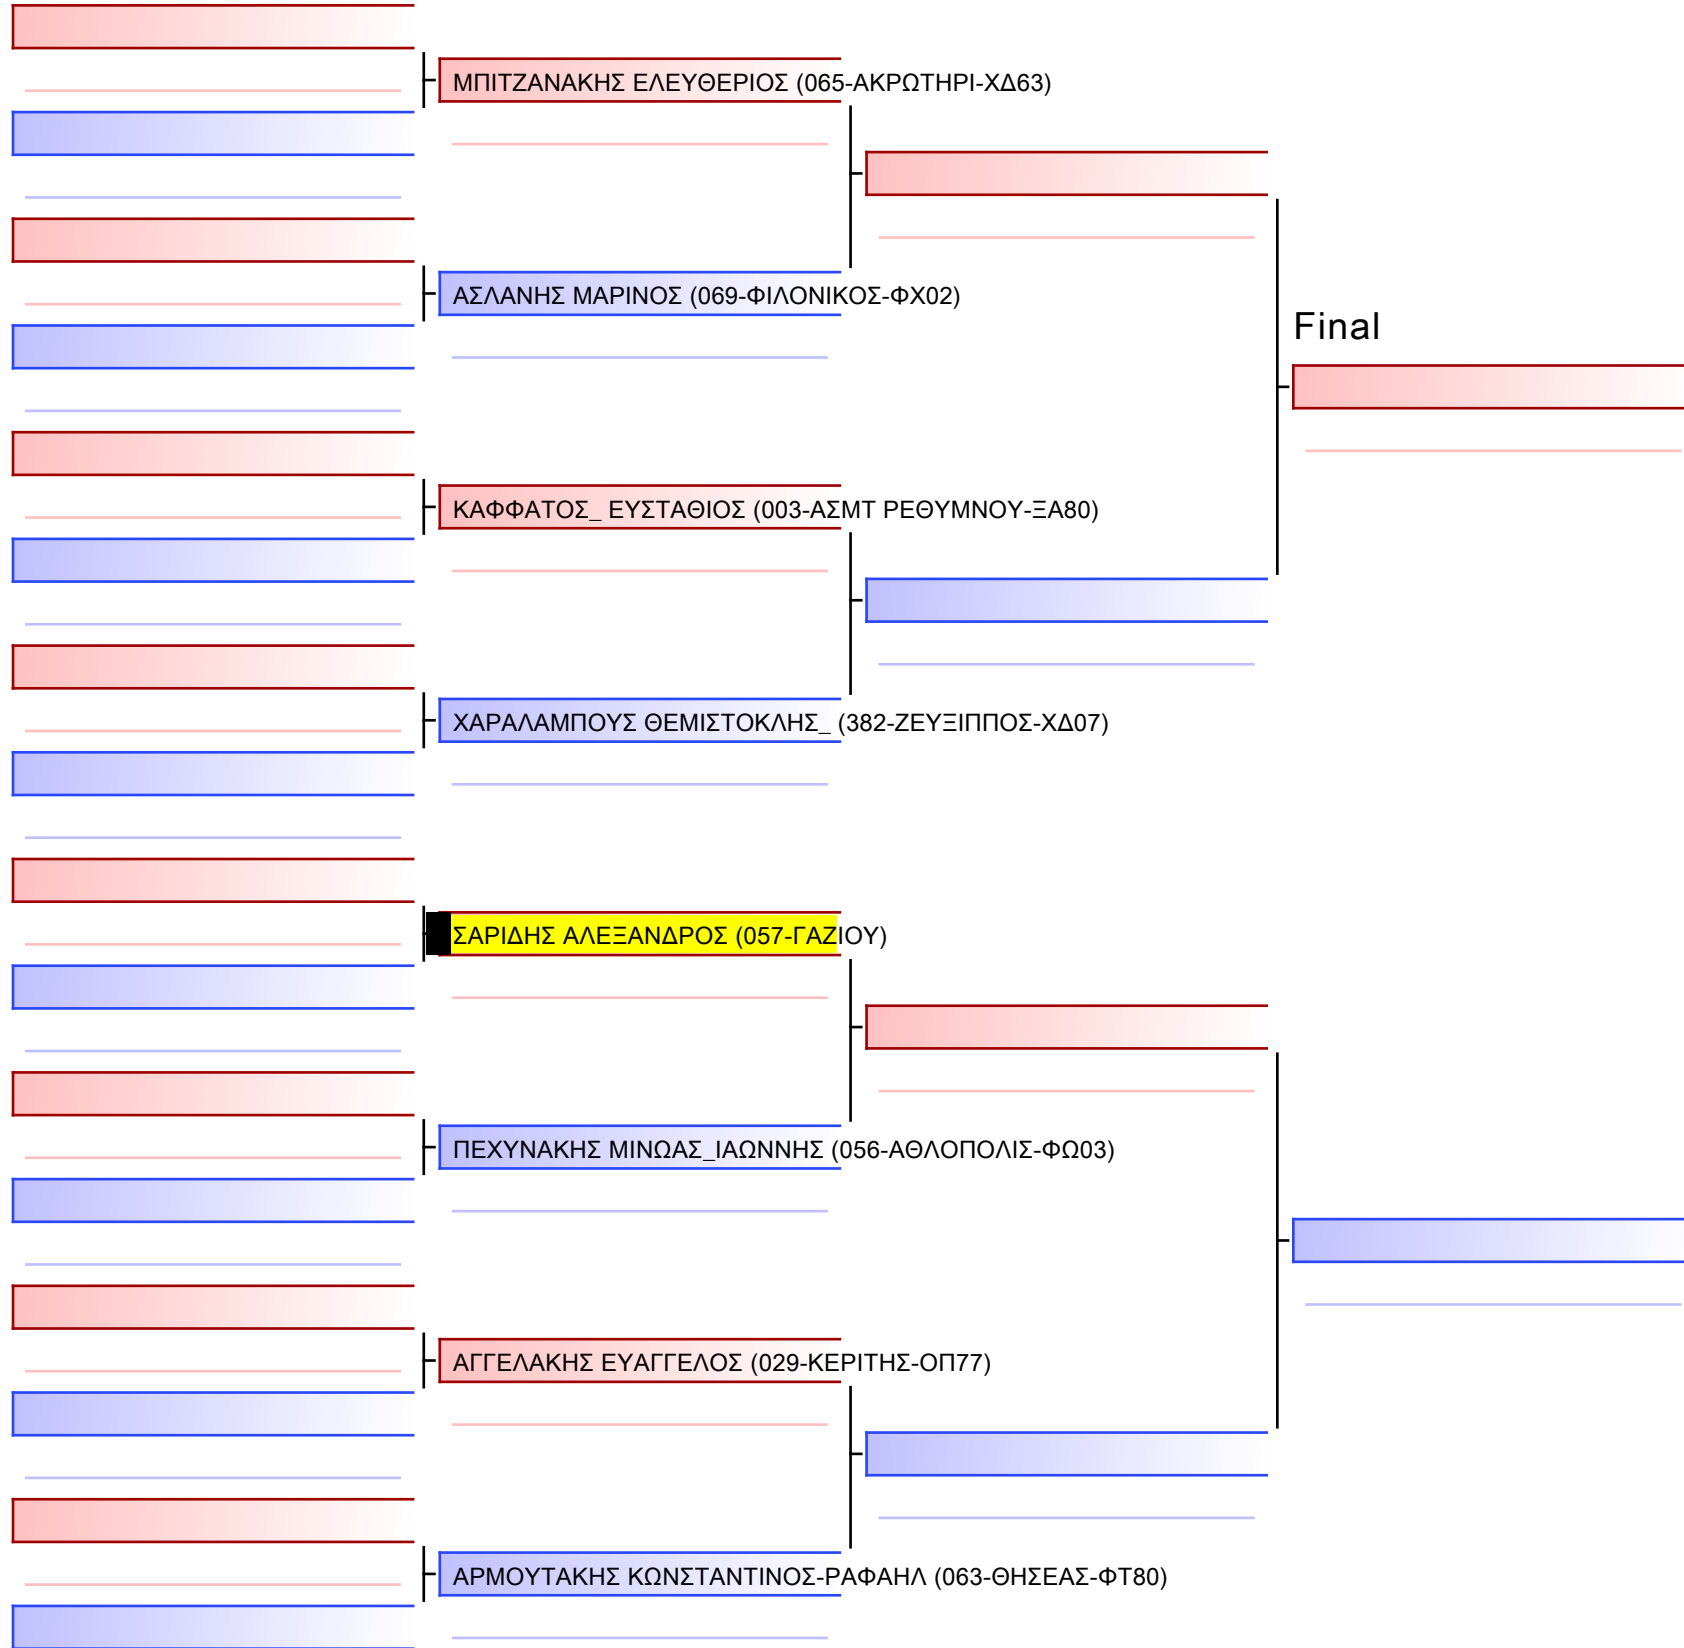 ΜΠΙΤΖΑΝΑΚΗΣ ΕΛΕΥΘΕΡΙΟΣ (065-ΑΚΡΩΤΗΡΙ-ΧΔ63)
ΑΣΛΑΝΗΣ ΜΑΡΙΝΟΣ (069-ΦΙΛΟΝΙΚΟΣ-ΦΧ02)
Final
ΚΑΦΦΑΤΟΣ_ ΕΥΣΤΑΘΙΟΣ (003-ΑΣΜΤ ΡΕΘΥΜΝΟΥ-ΞΑ80)
ΧΑΡΑΛΑΜΠΟΥΣ ΘΕΜΙΣΤΟΚΛΗΣ_ (382-ΖΕΥΞΙΠΠΟΣ-ΧΔ07)
ΣΑΡΙΔΗΣ ΑΛΕΞΑΝΔΡΟΣ (057-ΓΑΖΙΟΥ)
ΠΕΧΥΝΑΚΗΣ ΜΙΝΩΑΣ_ΙΑΩΝΝΗΣ (056-ΑΘΛΟΠΟΛΙΣ-ΦΩ03)
ΑΓΓΕΛΑΚΗΣ ΕΥΑΓΓΕΛΟΣ (029-ΚΕΡΙΤΗΣ-ΟΠ77)
ΑΡΜΟΥΤΑΚΗΣ ΚΩΝΣΤΑΝΤΙΝΟΣ-ΡΑΦΑΗΛ (063-ΘΗΣΕΑΣ-ΦΤ80)